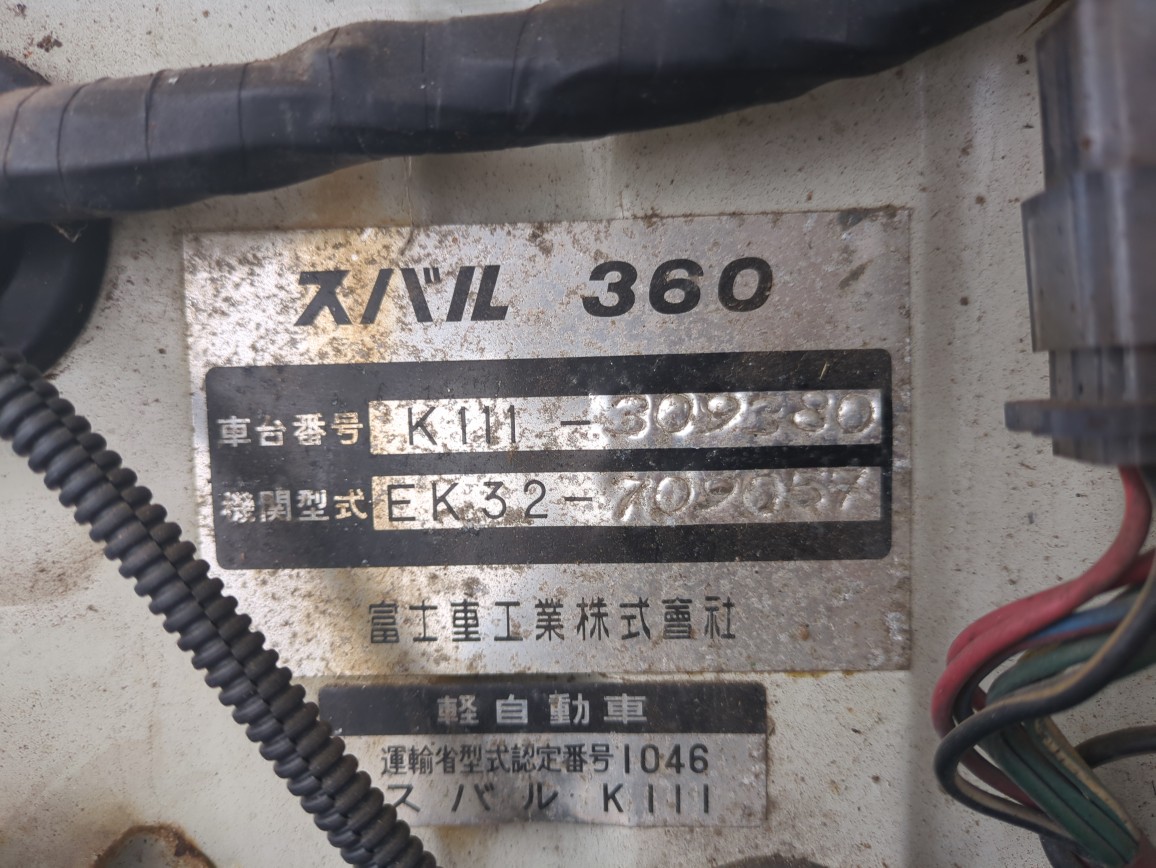 スバル 360
車台番号 K111-309380
機関型式 EK32-709657
富士重工業株式會社
軽自動車
運輸省型式認定番号1046
スバル K111